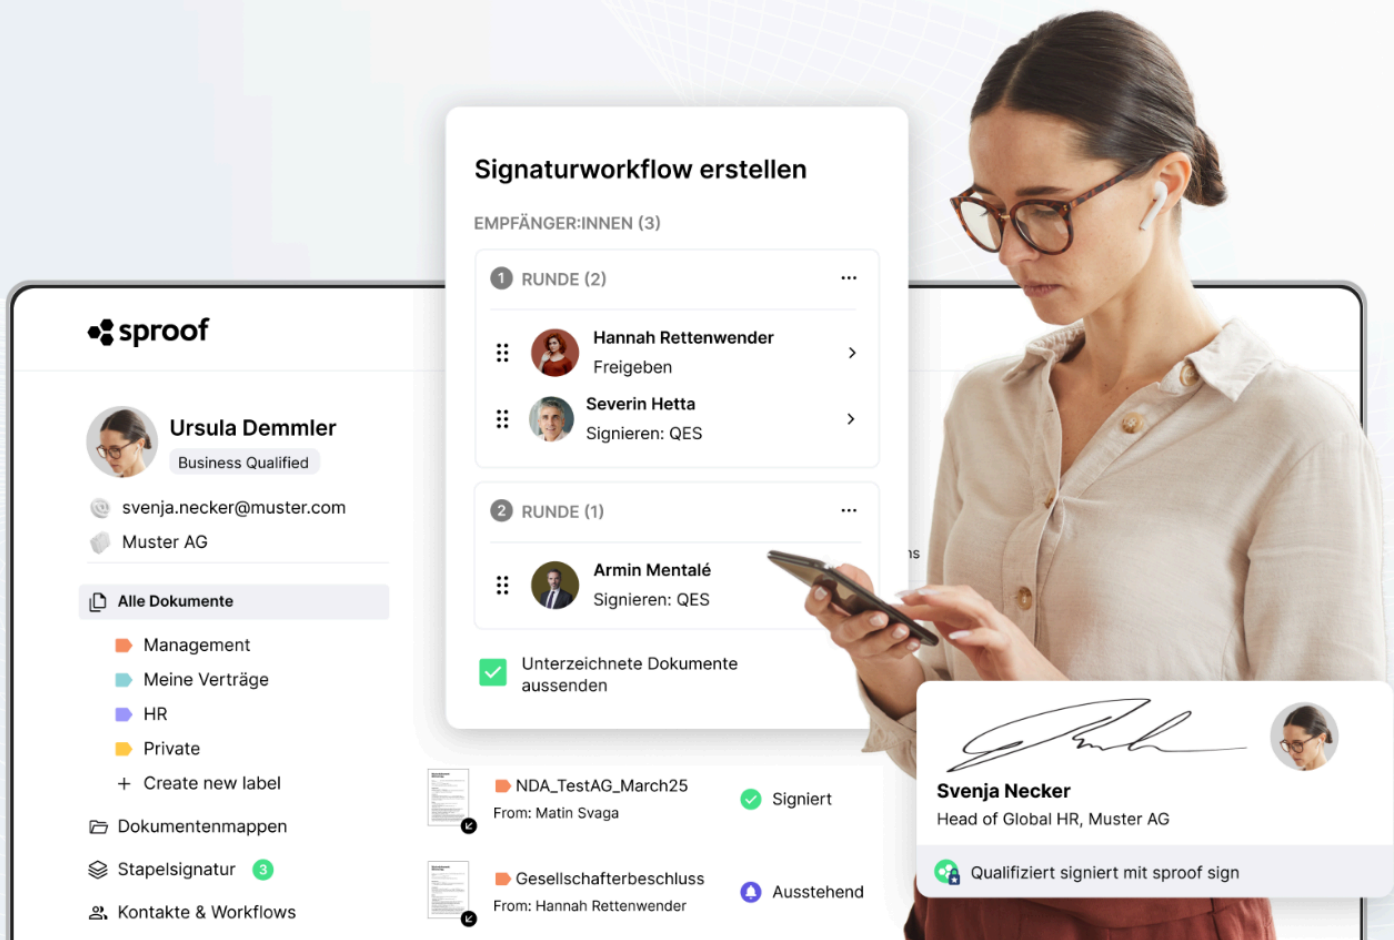 Signaturworkflow erstellen
EMPFÄNGER:INNEN (3)
1 RUNDE (2)
Hannah Rettenwender
Freigeben
Severin Hetta
Signieren: QES
2 RUNDE (1)
Armin Mentalé
Signieren: QES
Unterzeichnete Dokumente
aussenden
sproof
Ursula Demmler
Business Qualified
svenja.necker@muster.com
Muster AG
Alle Dokumente
Management
Meine Verträge
HR
Private
+ Create new label
Dokumentenmappen
Stapelsignatur 3
Kontakte & Workflows
NDA_TestAG_March25
From: Matin Svaga
Signiert
Gesellschafterbeschluss
From: Hannah Rettenwender
Ausstehend
Svenja Necker
Head of Global HR, Muster AG
Qualifiziert signiert mit sproof sign